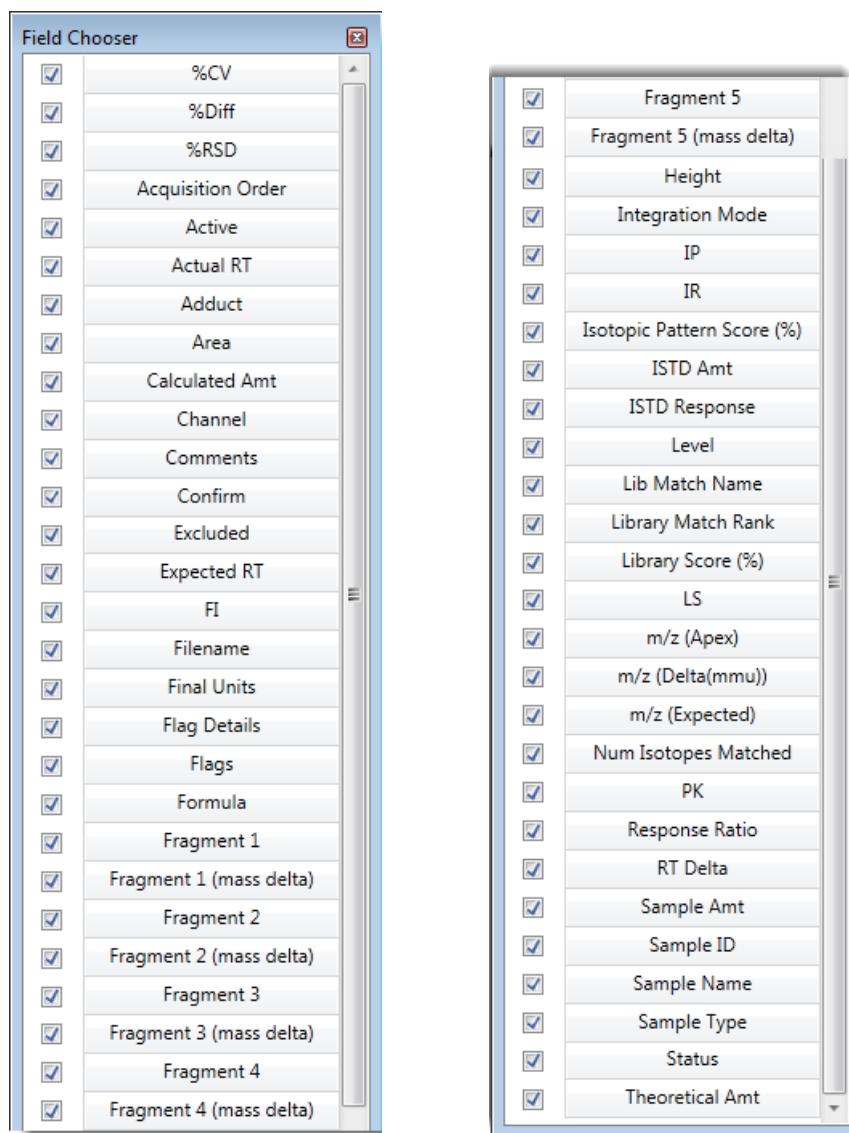 Field Chooser
%CV
%Diff
%RSD
Acquisition Order
Active
Actual RT
Adduct
Area
Calculated Amt
Channel
Comments
Confirm
Excluded
Expected RT
FI
Filename
Final Units
Flag Details
Flags
Formula
Fragment 1
Fragment 1 (mass delta)
Fragment 2
Fragment 2 (mass delta)
Fragment 3
Fragment 3 (mass delta)
Fragment 4
Fragment 4 (mass delta)
Fragment 5
Fragment 5 (mass delta)
Height
Integration Mode
IP
IR
Isotopic Pattern Score (%)
ISTD Amt
ISTD Response
Level
Lib Match Name
Library Match Rank
Library Score (%)
LS
m/z (Apex)
m/z (Delta(mmu))
m/z (Expected)
Num Isotopes Matched
PK
Response Ratio
RT Delta
Sample Amt
Sample ID
Sample Name
Sample Type
Status
Theoretical Amt